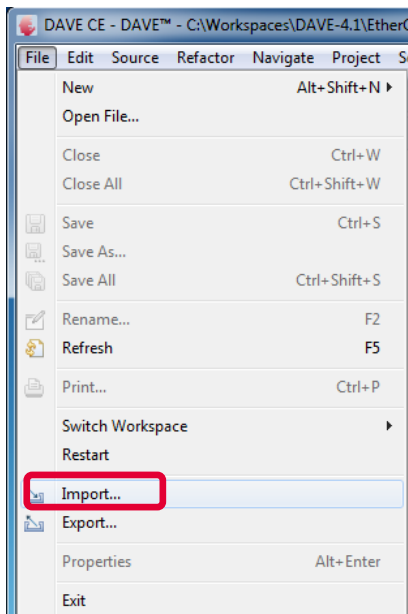 DAVE CE - DAVE™ - C:\Workspaces\DAVE-4.1\Ether
File Edit Source Refactor Navigate Project
New Alt+Shift+N
Open File...
Close Ctrl+W
Close All Ctrl+Shift+W
Save Ctrl+S
Save As...
Save All Ctrl+Shift+S
Rename... F2
Refresh F5
Print... Ctrl+P
Switch Workspace
Restart
Import...
Export...
Properties Alt+Enter
Exit